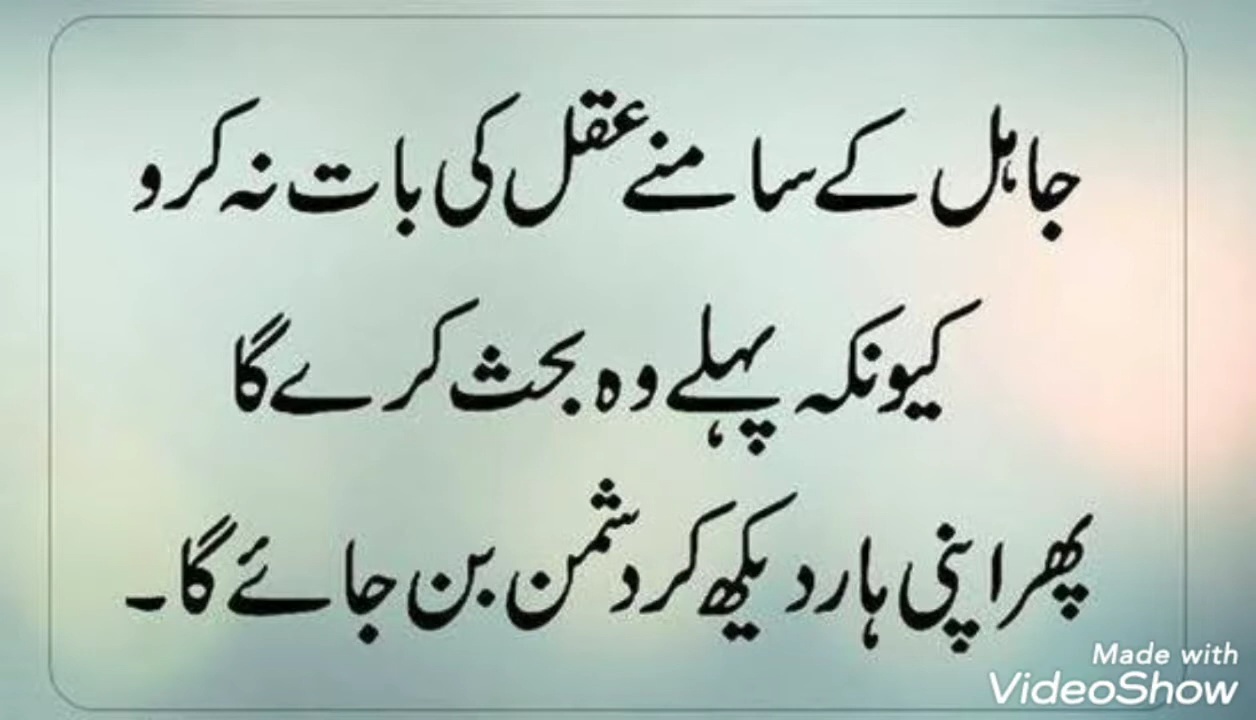 جاہل کے سامنے عقل کی بات نہ کرو
کیونکہ پہلے وہ بحث کرے گا
پھر اپنی ہار دیکھ کر دشمن بن جائے گا۔
Made with
VideoShow